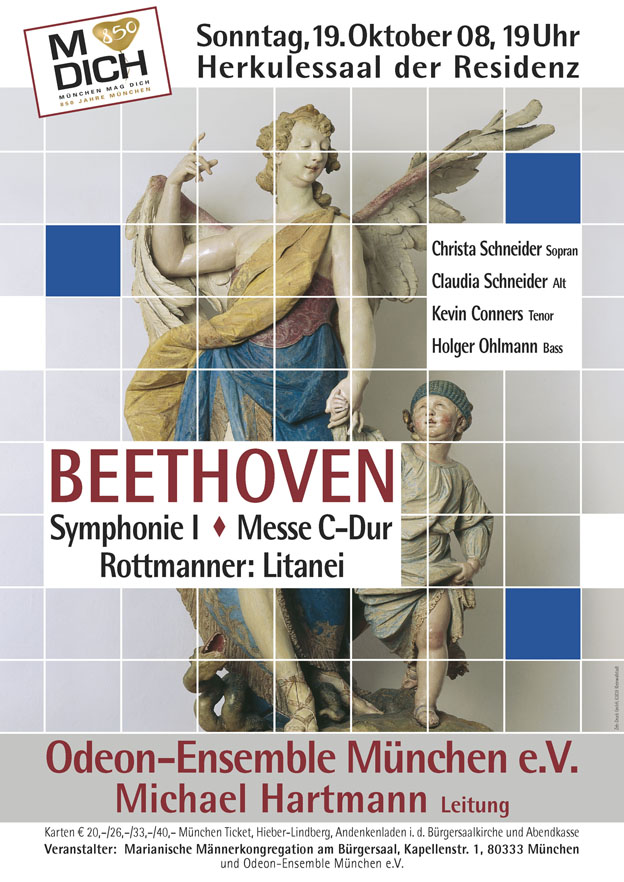 M 850
DICH
MÜNCHEN MAG DICH
850 JAHRE MÜNCHEN
Sonntag, 19. Oktober 08, 19 Uhr
Herkulessaal der Residenz
Christa Schneider Sopran
Claudia Schneider Alt
Kevin Conners Tenor
Holger Ohlmann Bass
BEETHOVEN
Symphonie I ♦ Messe C-Dur
Rottmanner: Litanei
Odeon-Ensemble München e.V.
Michael Hartmann Leitung
Karten € 20,–/26,–/33,–/40,– München Ticket, Hieber-Lindberg, Andenkenladen i. d. Bürgersaalkirche und Abendkasse
Veranstalter: Marianische Männerkongregation am Bürgersaal, Kapellenstr. 1, 80333 München
und Odeon-Ensemble München e.V.